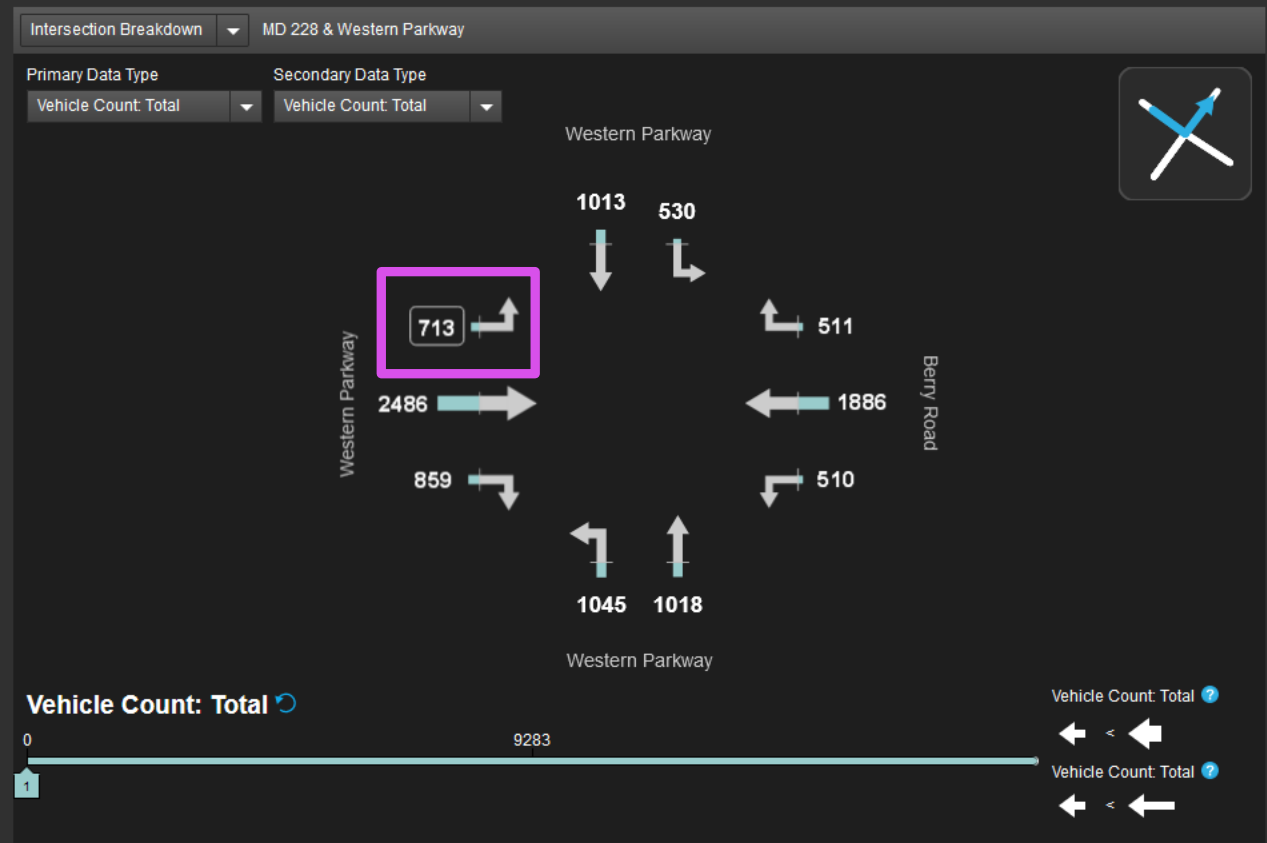 Intersection Breakdown MD 228 & Western Parkway
Primary Data Type Secondary Data Type
Vehicle Count: Total Vehicle Count: Total
Western Parkway
1013 530
713 511
Western Parkway
2486 1886
Berry Road
859 510
1045 1018
Western Parkway
Vehicle Count: Total
0 9283
1
Vehicle Count: Total ?
<
Vehicle Count: Total ?
<